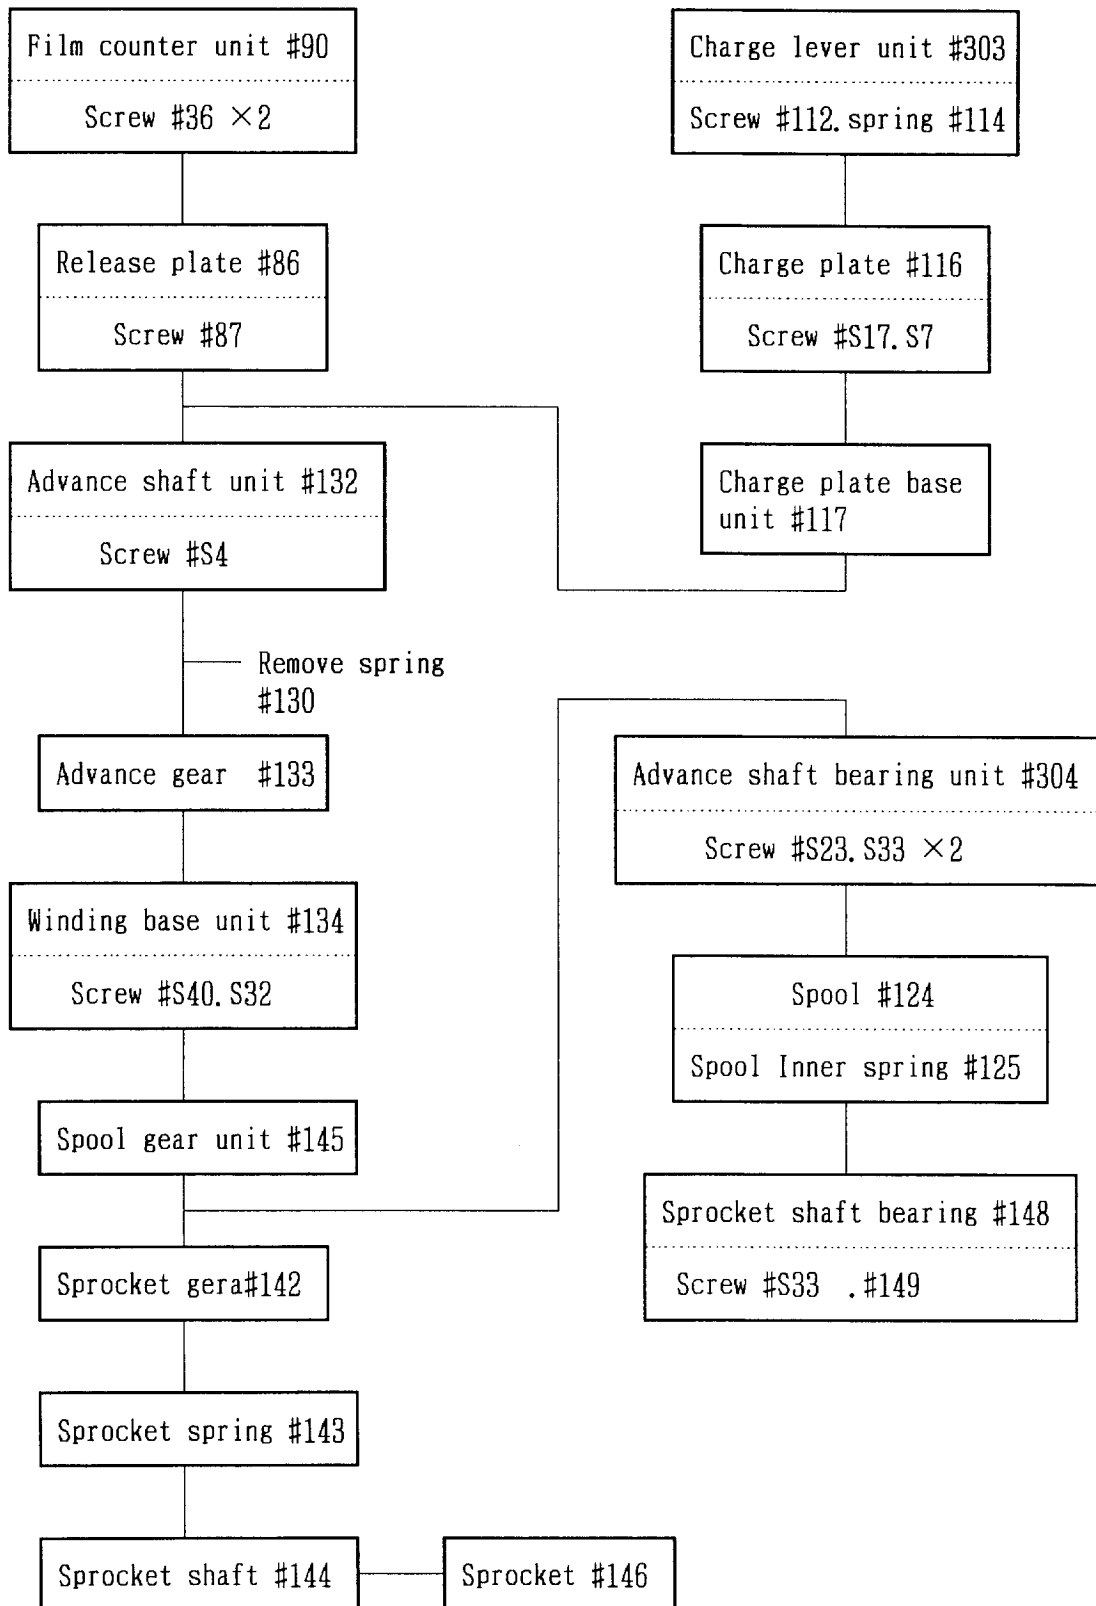 Film counter unit #90
Screw #36 ×2
Release plate #86
Screw #87
Advance shaft unit #132
Screw #S4
Remove spring
#130
Advance gear #133
Winding base unit #134
Screw #S40.S32
Spool gear unit #145
Sprocket gera#142
Sprocket spring #143
Sprocket shaft #144
Sprocket #146
Charge lever unit #303
Screw #112.spring #114
Charge plate #116
Screw #S17.S7
Charge plate base
unit #117
Advance shaft bearing unit #304
Screw #S23.S33 ×2
Spool #124
Spool Inner spring #125
Sprocket shaft bearing #148
Screw #S33 .#149